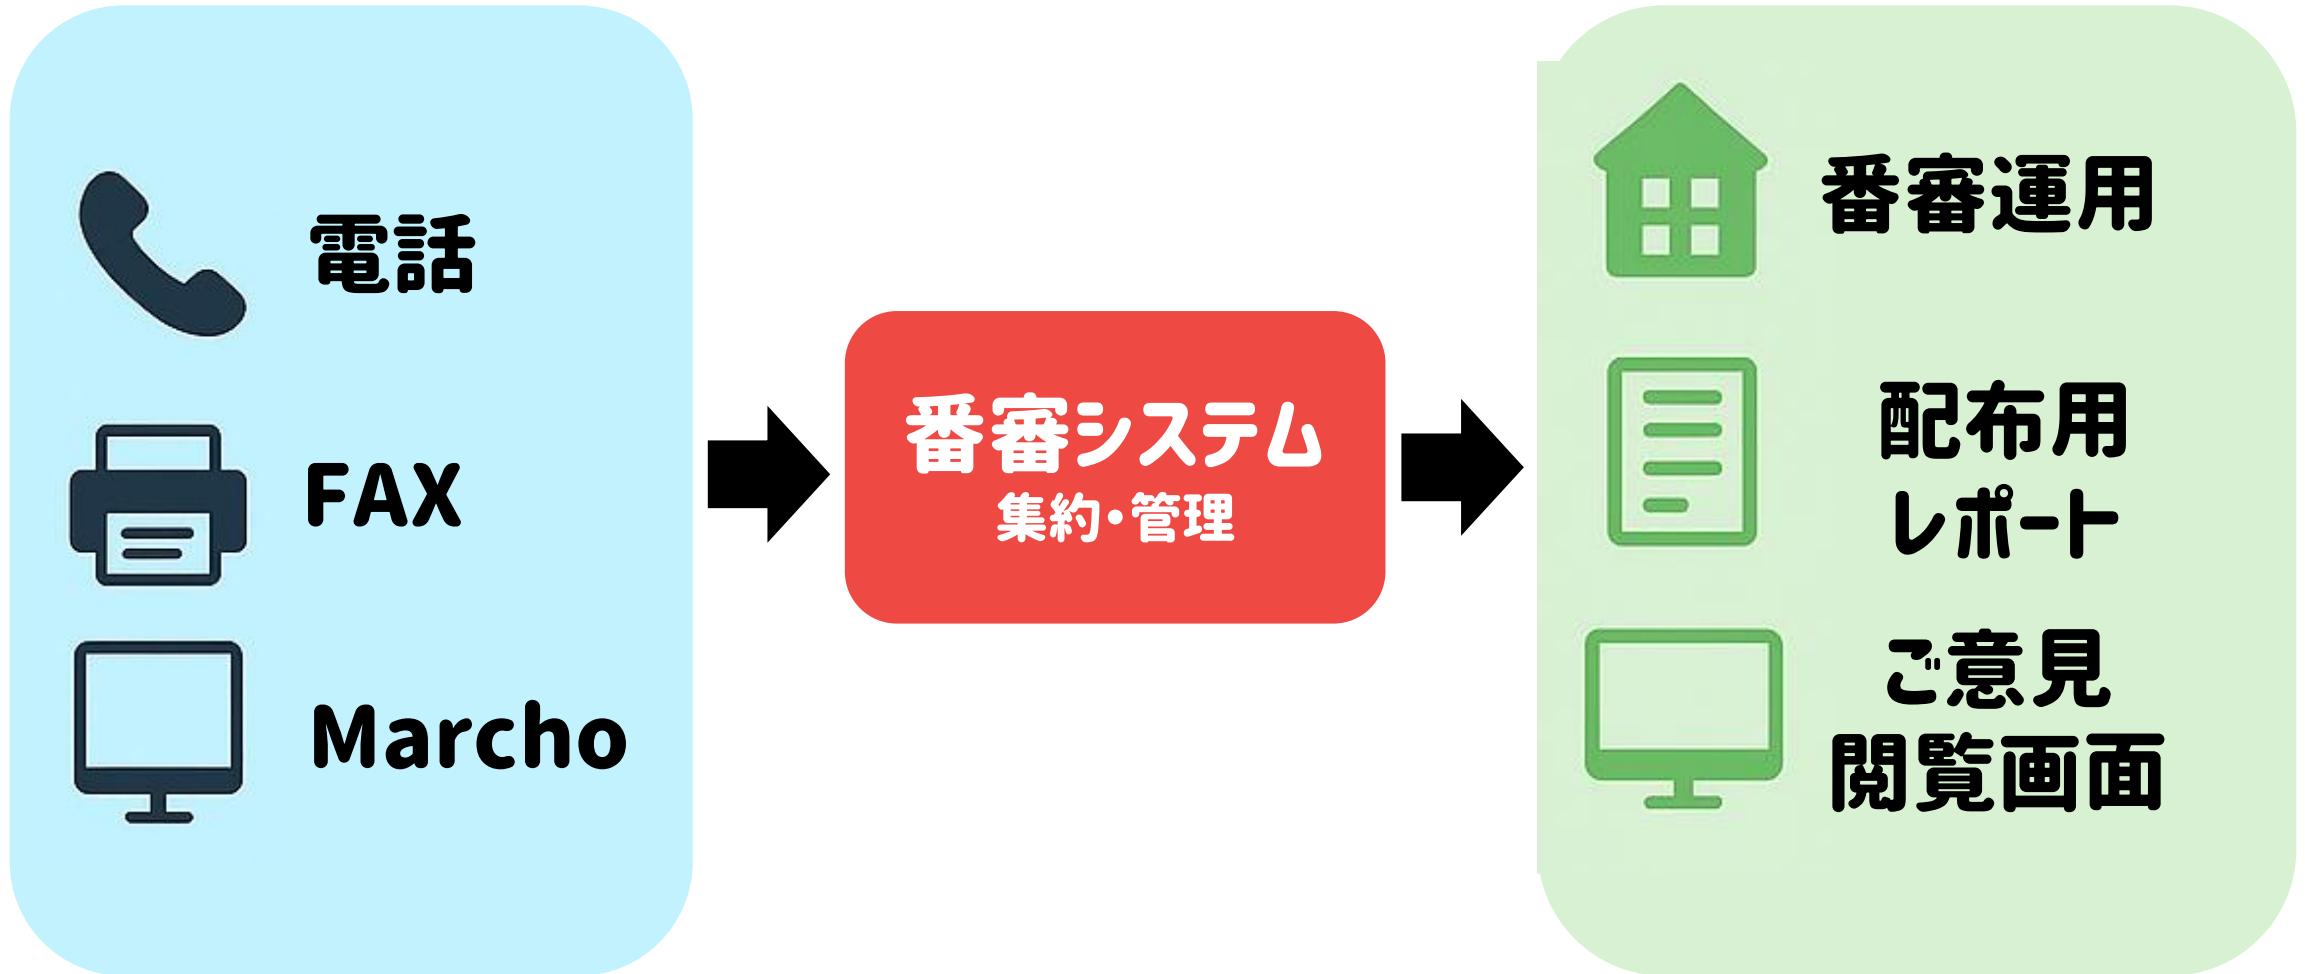 電話
FAX
Marcho
番審システム
集約・管理
番審運用
配布用
レポート
ご意見
閲覧画面